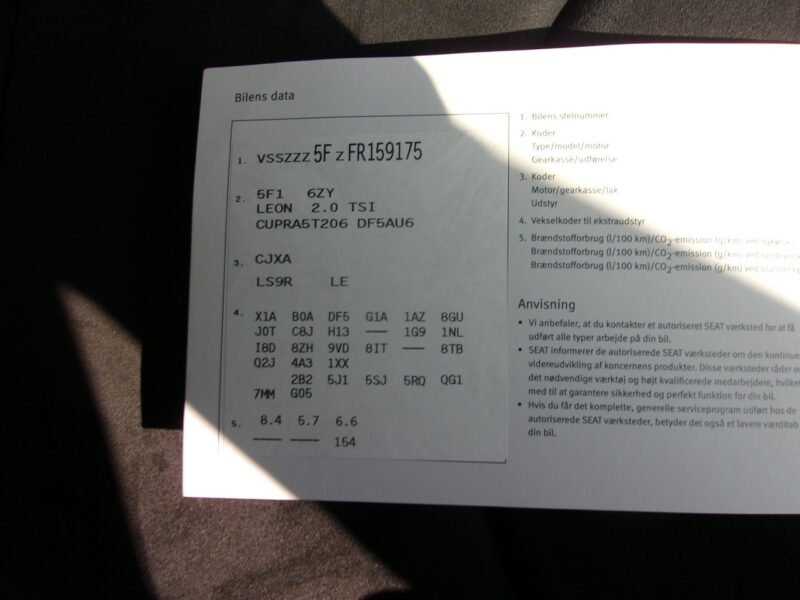 Bilens data
1. VSSZZZ 5F Z FR159175
2. 5F1 6ZY
LEON 2.0 TSI
CUPRA5T206 DF5AU6
3. CJXA
LS9R LE
4. X1A B0A DF5 G1A 1AZ 8GU
J0T C8J H13 ---- 1G9 1NL
I8D 8ZH 9VD 8IT ---- 8TB
Q2J 4A3 1XX
2B2 5J1 5SJ 5RQ QG1
7MM G05
5. 8.4 5.7 6.6
---- ---- 154
1. Bilens stelnummer
2. Koder
Type/model/motor
Gearkasse/udførelse
3. Koder
Motor/gearkasse/lak
Udstyr
4. Vekselkoder til ekstraudstyr
5. Brændstofforbrug (l/100 km)/CO2-emission (g/km) ved bykørsel
Brændstofforbrug (l/100 km)/CO2-emission (g/km) ved
Brændstofforbrug (l/100 km)/CO2-emission (g/km) ved
Anvisning
• Vi anbefaler, at du kontakter et autoriseret SEAT værksted for at få
udført alle typer arbejde på din bil.
• SEAT informerer de autoriserede SEAT værksteder om den
videreudvikling af koncernens produkter. Disse værksteder råder
det nødvendige værktøj og højt kvalificerede medarbejdere, hvilket
med til at garantere sikkerhed og perfekt funktion for din bil.
• Hvis du får det komplette, generelle serviceprogram udført hos de
autoriserede SEAT værksteder, betyder det også et lavere værditab
din bil.